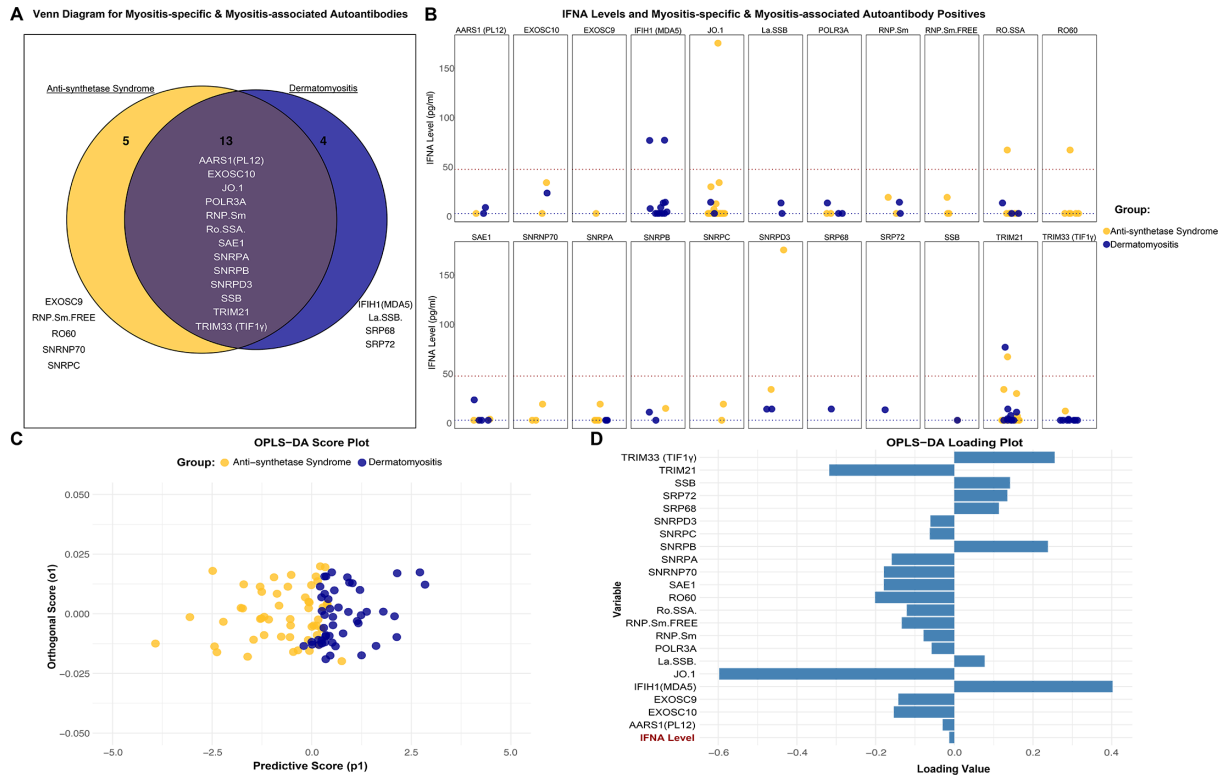 A Venn Diagram for Myositis-specific & Myositis-associated Autoantibodies
Anti-synthetase Syndrome
Dermatomyositis
5
13
4
AARS1(PL12)
EXOSC10
JO.1
POLR3A
RNP.Sm
Ro.SSA.
SAE1
SNRPA
SNRPB
SNRPD3
SSB
TRIM21
TRIM33 (TIF1γ)
EXOSC9
RNP.Sm.FREE
RO60
SNRNP70
SNRPC
IFIH1(MDA5)
La.SSB.
SRP68
SRP72
B IFNA Levels and Myositis-specific & Myositis-associated Autoantibody Positives
AARS1 (PL12) EXOSC10 EXOSC9 IFIH1 (MDA5) JO.1 La.SSB POLR3A RNP.Sm RNP.Sm.FREE RO.SSA RO60
IFNA Level (pg/ml)
150
100
50
0
SAE1 SNRNP70 SNRPA SNRPB SNRPC SNRPD3 SRP68 SRP72 SSB TRIM21 TRIM33 (TIF1γ)
IFNA Level (pg/ml)
150
100
50
0
Group:
Anti-synthetase Syndrome
Dermatomyositis
C OPLS−DA Score Plot
Group: Anti−synthetase Syndrome Dermatomyositis
Orthogonal Score (o1)
0.050
0.025
0.000
−0.025
−0.050
−5.0 −2.5 0.0 2.5 5.0
Predictive Score (p1)
D OPLS−DA Loading Plot
Variable
TRIM33 (TIF1γ)
TRIM21
SSB
SRP72
SRP68
SNRPD3
SNRPC
SNRPB
SNRPA
SNRNP70
SAE1
RO60
Ro.SSA.
RNP.Sm.FREE
RNP.Sm
POLR3A
La.SSB.
JO.1
IFIH1(MDA5)
EXOSC9
EXOSC10
AARS1(PL12)
IFNA Level
−0.6 −0.4 −0.2 0.0 0.2 0.4
Loading Value